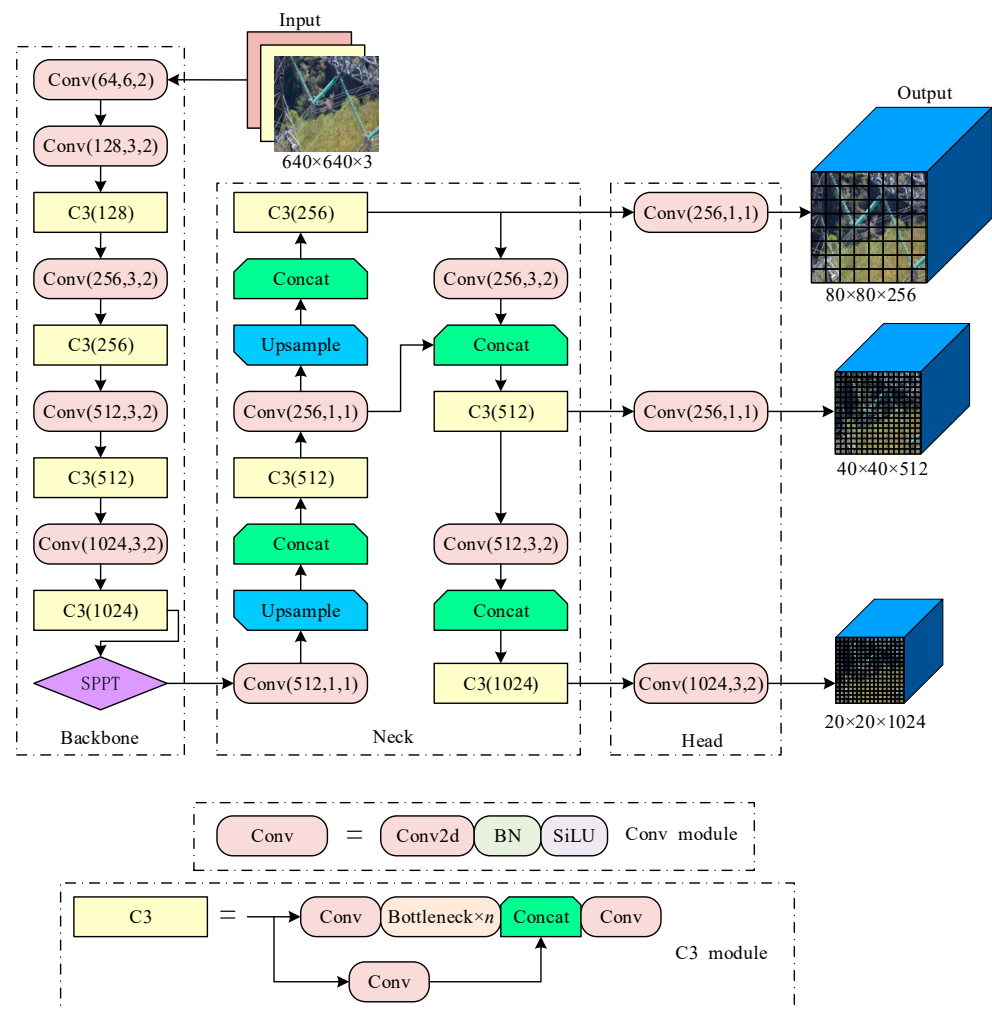 Input
640×640×3
Conv(64,6,2)
Conv(128,3,2)
C3(128)
Conv(256,3,2)
C3(256)
Conv(512,3,2)
C3(512)
Conv(1024,3,2)
C3(1024)
SPPT
Backbone
C3(256)
Concat
Upsample
Conv(256,1,1)
C3(512)
Concat
Upsample
Conv(512,1,1)
Conv(256,3,2)
Concat
C3(512)
Conv(512,3,2)
Concat
C3(1024)
Neck
Conv(256,1,1)
Conv(256,1,1)
Conv(1024,3,2)
Head
Output
80×80×256
40×40×512
20×20×1024
Conv = Conv2d BN SiLU Conv module
C3 = Conv Bottleneck×n Concat Conv
C3 module
Conv